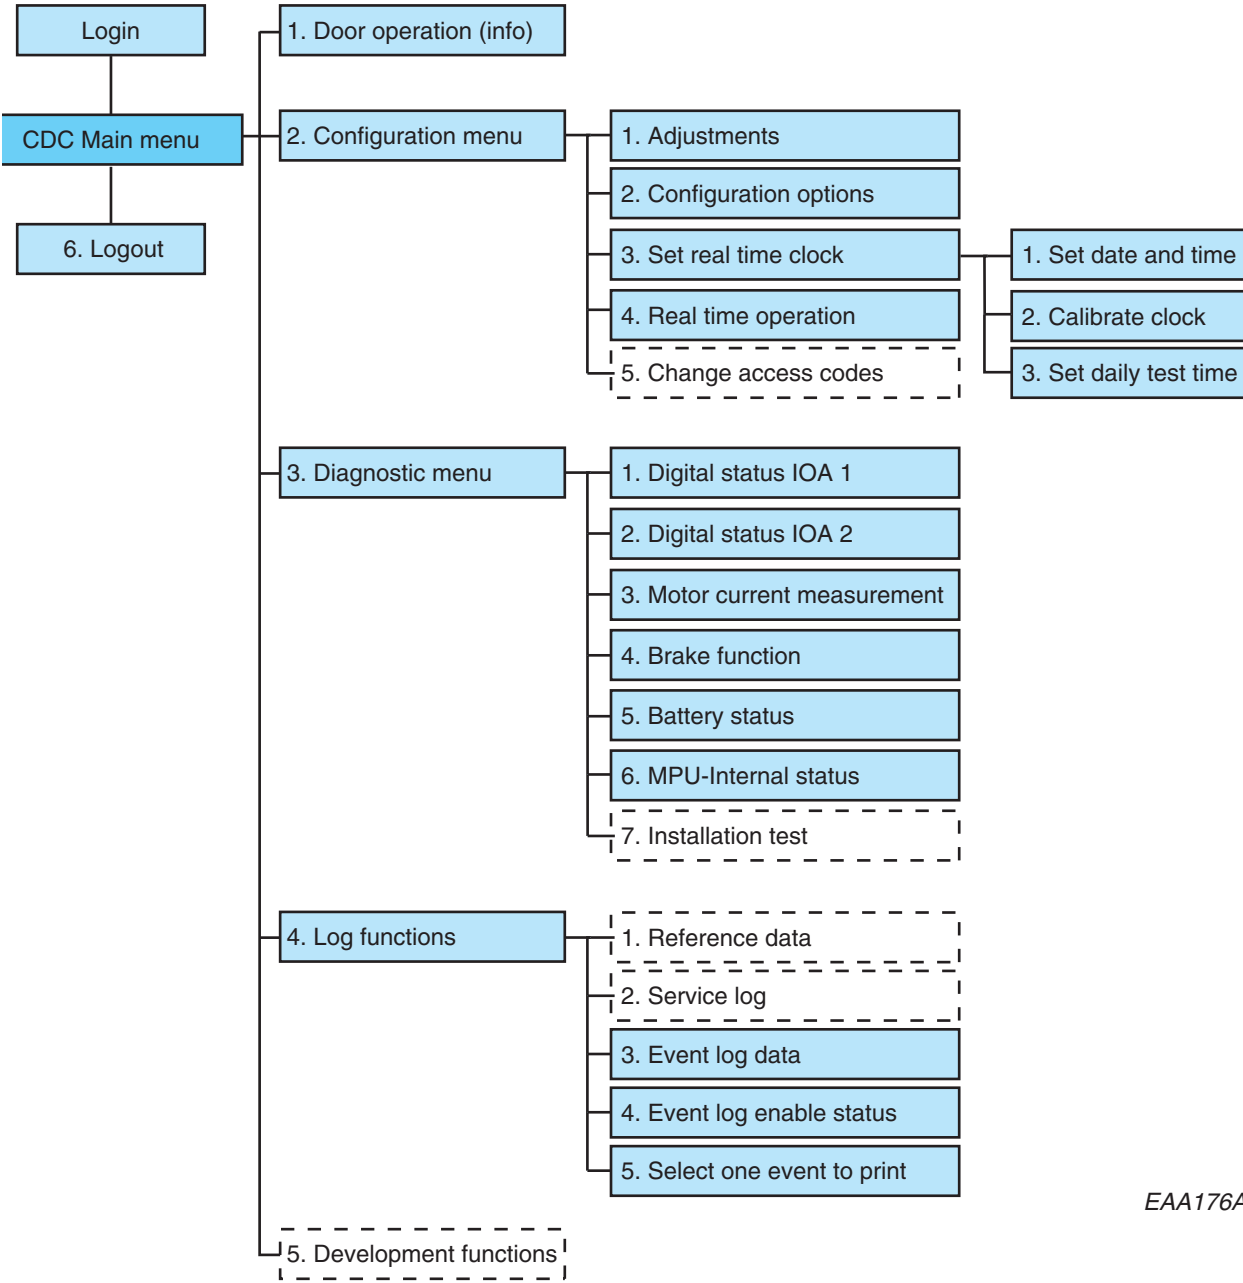 Login
CDC Main menu
6. Logout
1. Door operation (info)
2. Configuration menu
1. Adjustments
2. Configuration options
3. Set real time clock
1. Set date and time
2. Calibrate clock
3. Set daily test time
4. Real time operation
5. Change access codes
3. Diagnostic menu
1. Digital status IOA 1
2. Digital status IOA 2
3. Motor current measurement
4. Brake function
5. Battery status
6. MPU-Internal status
7. Installation test
4. Log functions
1. Reference data
2. Service log
3. Event log data
4. Event log enable status
5. Select one event to print
5. Development functions
EAA176A